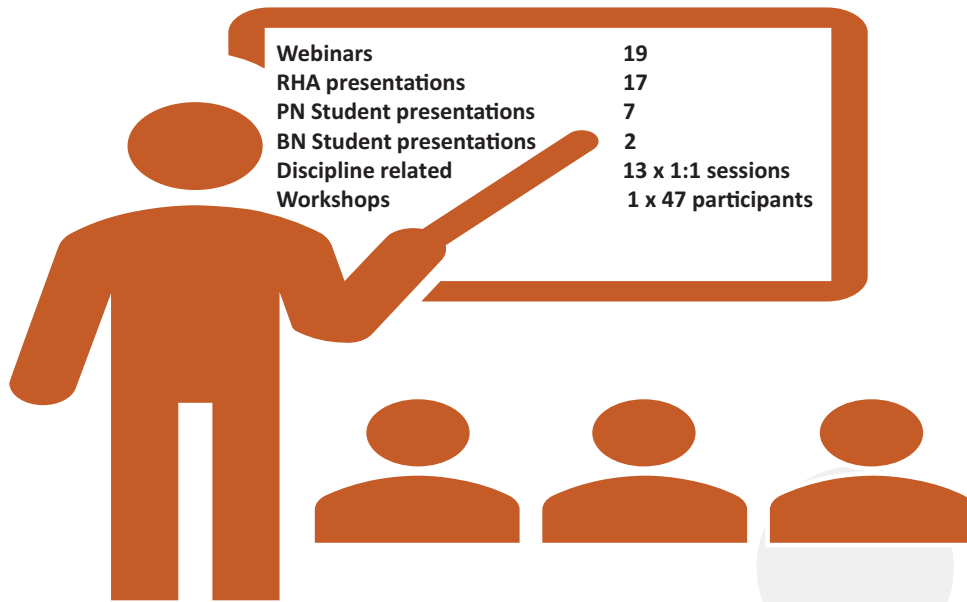 Webinars 19
RHA presentations 17
PN Student presentations 7
BN Student presentations 2
Discipline related 13 x 1:1 sessions
Workshops 1 x 47 participants